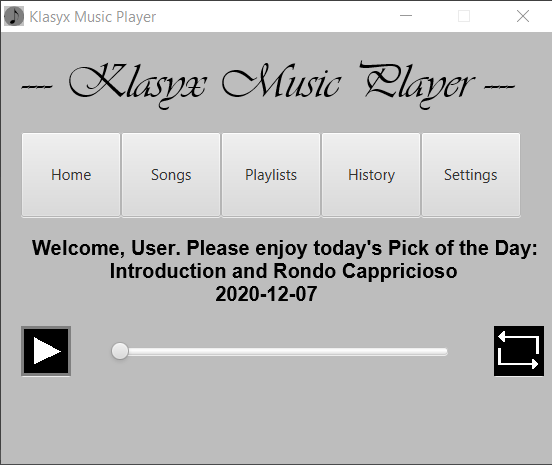 Klasyx Music Player
--- Klasyx Music Player ---
Home Songs Playlists History Settings
Welcome, User. Please enjoy today's Pick of the Day:
Introduction and Rondo Cappricioso
2020-12-07